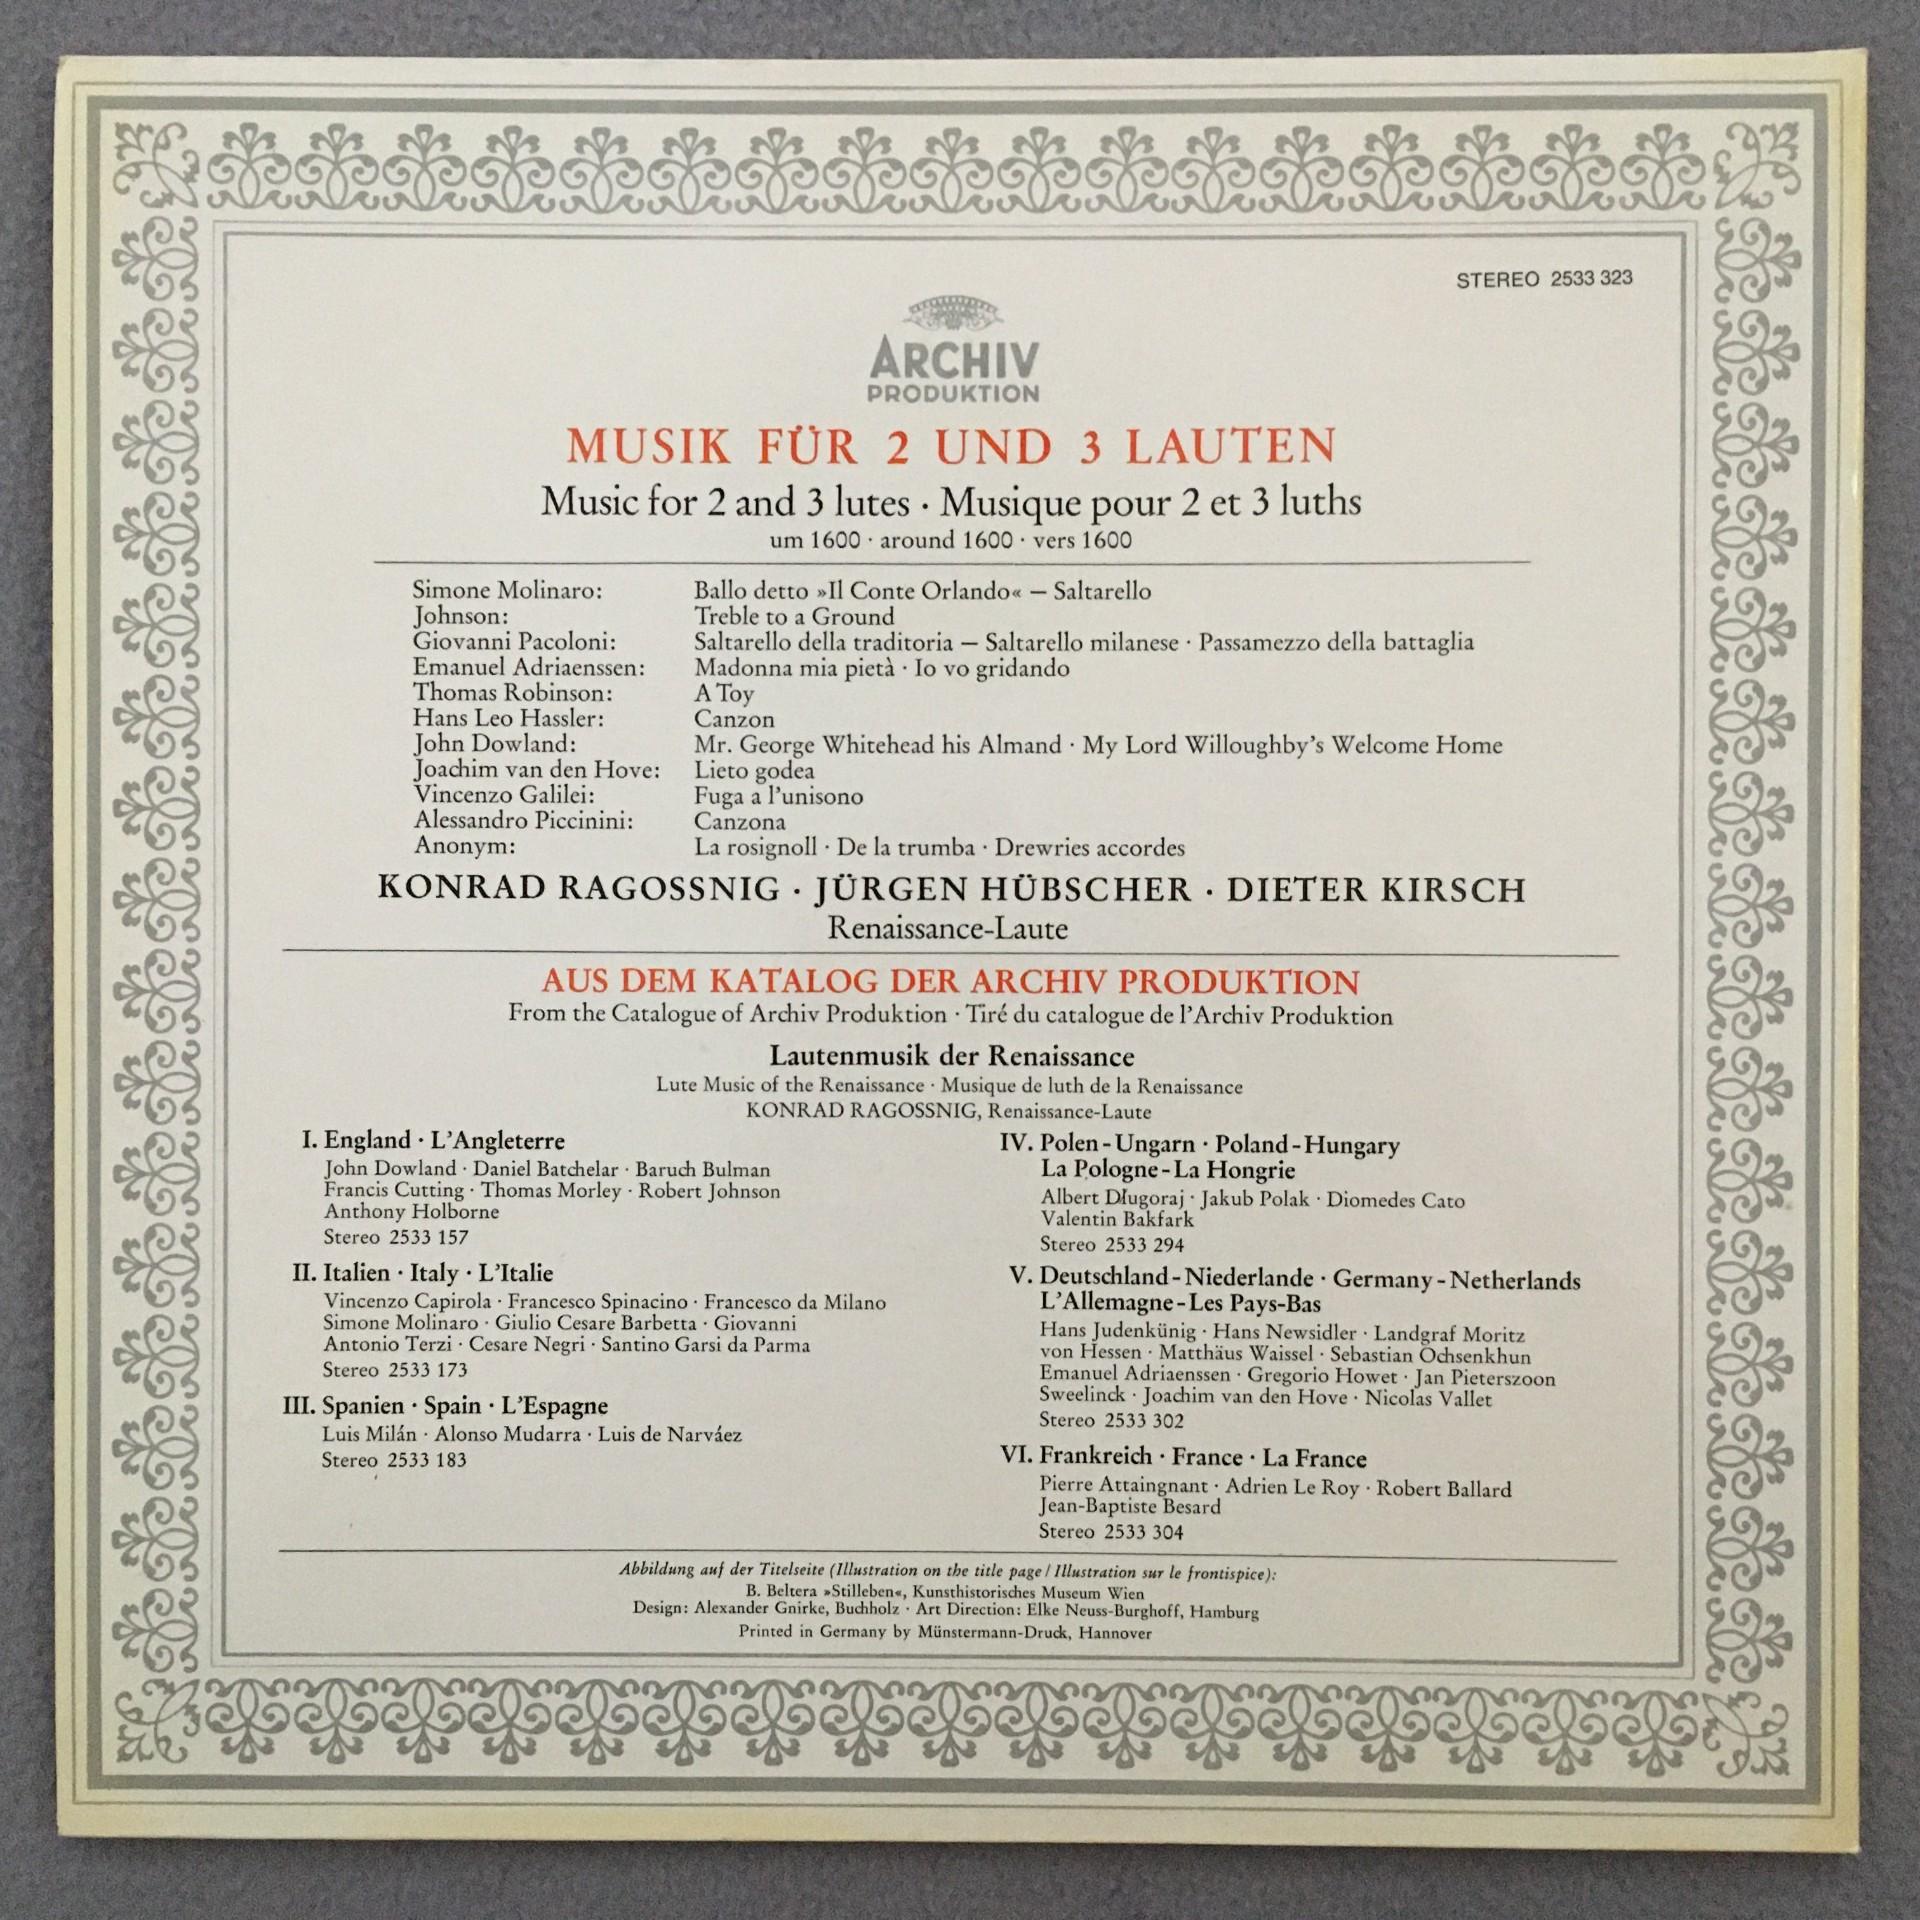 STEREO 2533 323
ARCHIV
PRODUKTION
MUSIK FÜR 2 UND 3 LAUTEN
Music for 2 and 3 lutes · Musique pour 2 et 3 luths
um 1600 · around 1600 · vers 1600
Simone Molinaro: Ballo detto »Il Conte Orlando« — Saltarello
Johnson: Treble to a Ground
Giovanni Pacoloni: Saltarello della traditoria — Saltarello milanese · Passamezzo della battaglia
Emanuel Adriaenssen: Madonna mia pietà · Io vo gridando
Thomas Robinson: A Toy
Hans Leo Hassler: Canzon
John Dowland: Mr. George Whitehead his Almand · My Lord Willoughby's Welcome Home
Joachim van den Hove: Lieto godea
Vincenzo Galilei: Fuga a l'unisono
Alessandro Piccinini: Canzona
Anonym: La rosignoll · De la trumba · Drewries accordes
KONRAD RAGOSSNIG · JÜRGEN HÜBSCHER · DIETER KIRSCH
Renaissance-Laute
AUS DEM KATALOG DER ARCHIV PRODUKTION
From the Catalogue of Archiv Produktion · Tiré du catalogue de l'Archiv Produktion
Lautenmusik der Renaissance
Lute Music of the Renaissance · Musique de luth de la Renaissance
KONRAD RAGOSSNIG, Renaissance-Laute
I. England · L'Angleterre
John Dowland · Daniel Batchelar · Baruch Bulman
Francis Cutting · Thomas Morley · Robert Johnson
Anthony Holborne
Stereo 2533 157
II. Italien · Italy · L'Italie
Vincenzo Capirola · Francesco Spinacino · Francesco da Milano
Simone Molinaro · Giulio Cesare Barbetta · Giovanni
Antonio Terzi · Cesare Negri · Santino Garsi da Parma
Stereo 2533 173
III. Spanien · Spain · L'Espagne
Luis Milán · Alonso Mudarra · Luis de Narváez
Stereo 2533 183
IV. Polen-Ungarn · Poland-Hungary
La Pologne-La Hongrie
Albert Długoraj · Jakub Polak · Diomedes Cato
Valentin Bakfark
Stereo 2533 294
V. Deutschland-Niederlande · Germany-Netherlands
L'Allemagne-Les Pays-Bas
Hans Judenkünig · Hans Newsidler · Landgraf Moritz
von Hessen · Matthäus Waissel · Sebastian Ochsenkhun
Emanuel Adriaenssen · Gregorio Howet · Jan Pieterszoon
Sweelinck · Joachim van den Hove · Nicolas Vallet
Stereo 2533 302
VI. Frankreich · France · La France
Pierre Attaingnant · Adrien Le Roy · Robert Ballard
Jean-Baptiste Besard
Stereo 2533 304
Abbildung auf der Titelseite (Illustration on the title page / Illustration sur le frontispice):
B. Beltera »Stilleben«, Kunsthistorisches Museum Wien
Design: Alexander Gnirke, Buchholz · Art Direction: Elke Neuss-Burghoff, Hamburg
Printed in Germany by Münstermann-Druck, Hannover